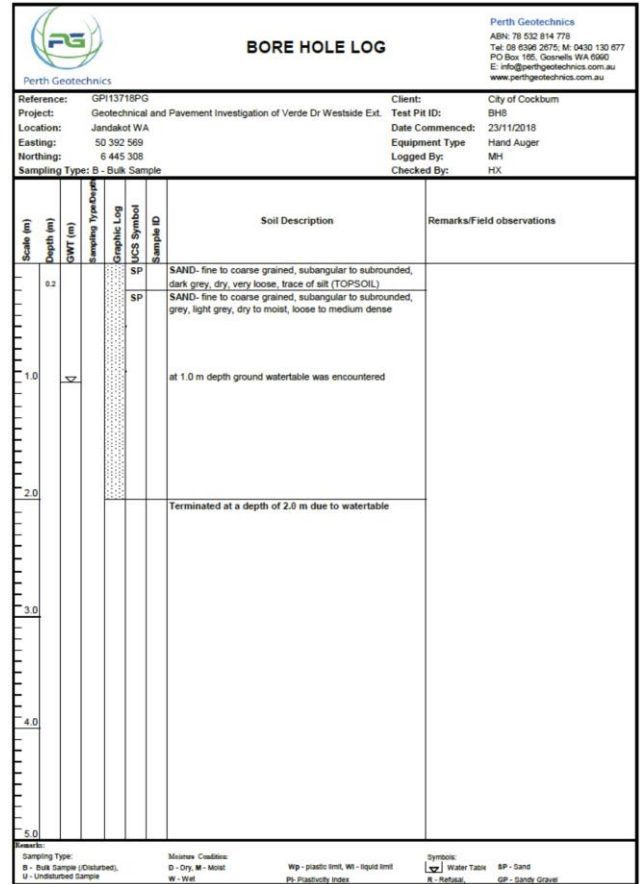 PG
Perth Geotechnics
BORE HOLE LOG
Perth Geotechnics
ABN: 78 532 814 778
Tel: 08 6396 2675; M: 0430 130 677
PO Box 165, Gosnells WA 6990
E: info@perthgeotechnics.com.au
www.perthgeotechnics.com.au
Reference: GPI13718PG Client: City of Cockburn
Project: Geotechnical and Pavement Investigation of Verde Dr Westside Ext. Test Pit ID: BH8
Location: Jandakot WA Date Commenced: 23/11/2018
Easting: 50 392 569 Equipment Type Hand Auger
Northing: 6 445 308 Logged By: MH
Sampling Type: B - Bulk Sample Checked By: HX
Scale (m) Depth (m) GWT (m) Sampling Type/Depth Graphic Log UCS Symbol Sample ID Soil Description Remarks/Field observations
SP SAND- fine to coarse grained, subangular to subrounded,
0.2 dark grey, dry, very loose, trace of silt (TOPSOIL)
SP SAND- fine to coarse grained, subangular to subrounded,
grey, light grey, dry to moist, loose to medium dense
1.0 at 1.0 m depth ground watertable was encountered
2.0
Terminated at a depth of 2.0 m due to watertable
3.0
4.0
5.0
Remarks:
Sampling Type: Moisture Condition: Symbols:
B - Bulk Sample (/Disturbed), D - Dry, M - Moist Wp - plastic limit, Wl - liquid limit Water Table SP - Sand
U - Undisturbed Sample W - Wet PI- Plastivity Index R - Refusal, GP - Sandy Gravel